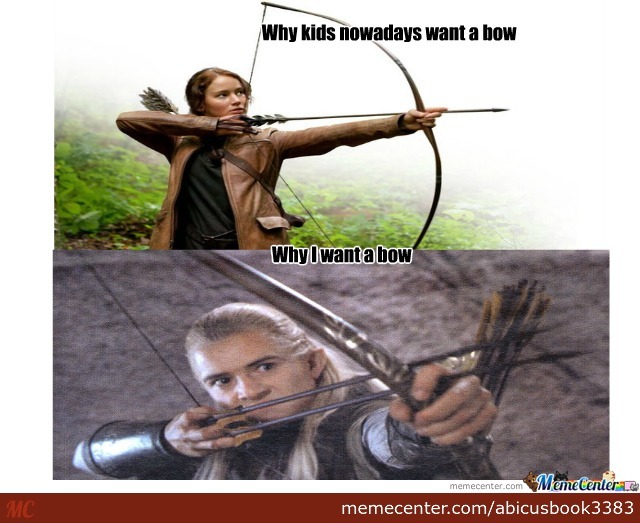 Why kids nowadays want a bow
Why I want a bow
memecenter.com MemeCenter
MC memecenter.com/abicusbook3383